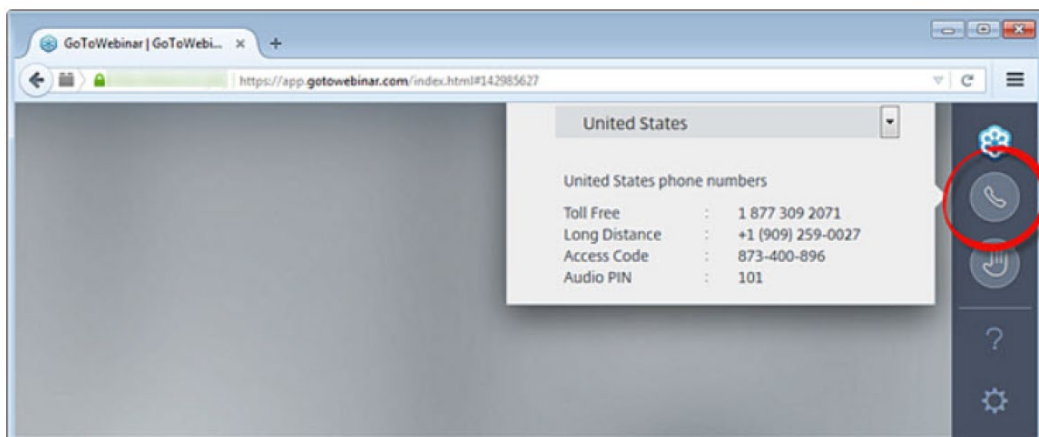 GoToWebinar | GoToWebi...
https://app.gotowebinar.com/index.html#142985627
United States
United States phone numbers
Toll Free : 1 877 309 2071
Long Distance : +1 (909) 259-0027
Access Code : 873-400-896
Audio PIN : 101
?